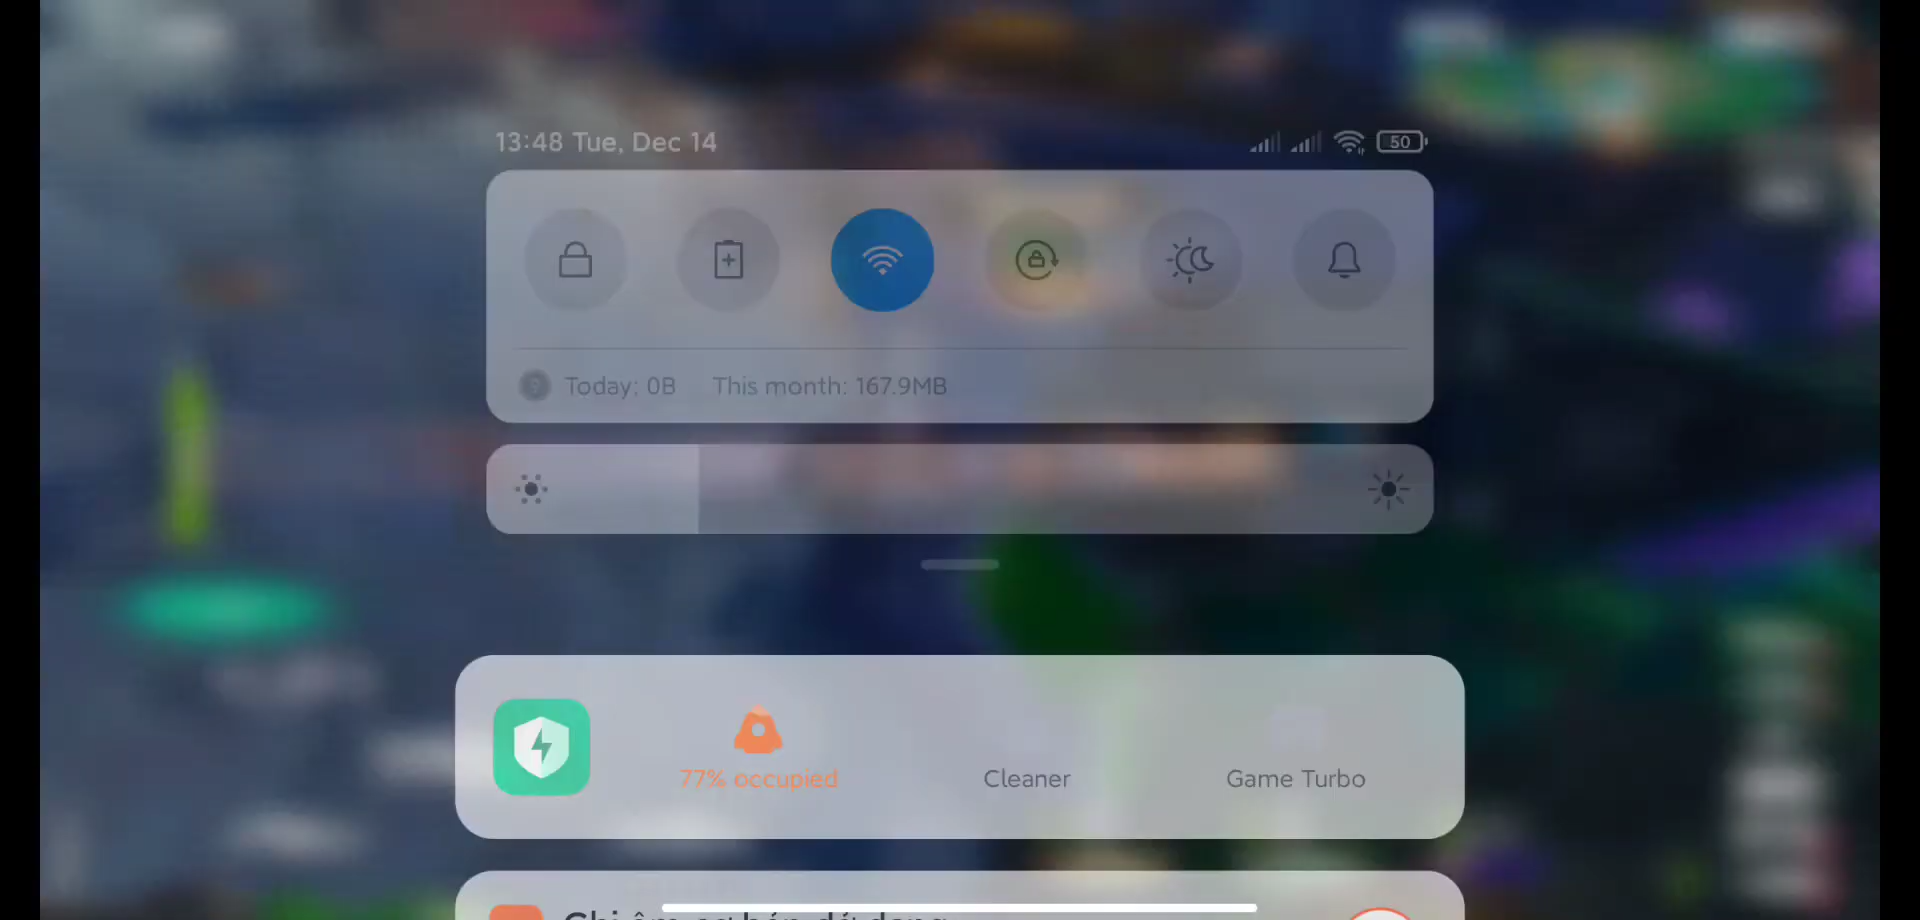 13:48 Tue, Dec 14
50
Today: 0B This month: 167.9MB
77% occupied
Cleaner
Game Turbo